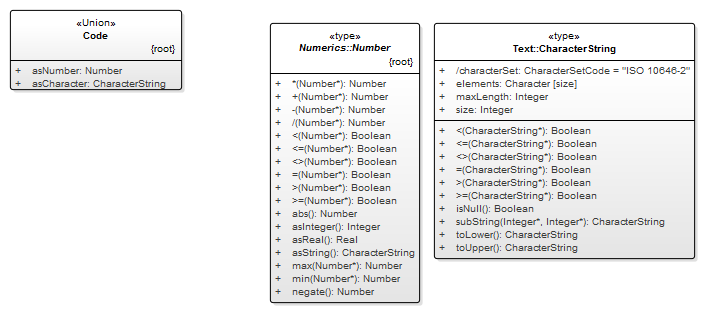 «Union»
Code
{root}
+ asNumber: Number
+ asCharacter: CharacterString
«type»
Numerics::Number
{root}
+ *(Number*): Number
+ +(Number*): Number
+ -(Number*): Number
+ /(Number*): Number
+ <(Number*): Boolean
+ <=(Number*): Boolean
+ <>(Number*): Boolean
+ =(Number*): Boolean
+ >(Number*): Boolean
+ >=(Number*): Boolean
+ abs(): Number
+ asInteger(): Integer
+ asReal(): Real
+ asString(): CharacterString
+ max(Number*): Number
+ min(Number*): Number
+ negate(): Number
«type»
Text::CharacterString
+ /characterSet: CharacterSetCode = "ISO 10646-2"
+ elements: Character [size]
+ maxLength: Integer
+ size: Integer
+ <(CharacterString*): Boolean
+ <=(CharacterString*): Boolean
+ <>(CharacterString*): Boolean
+ =(CharacterString*): Boolean
+ >(CharacterString*): Boolean
+ >=(CharacterString*): Boolean
+ isNull(): Boolean
+ subString(Integer*, Integer*): CharacterString
+ toLower(): CharacterString
+ toUpper(): CharacterString